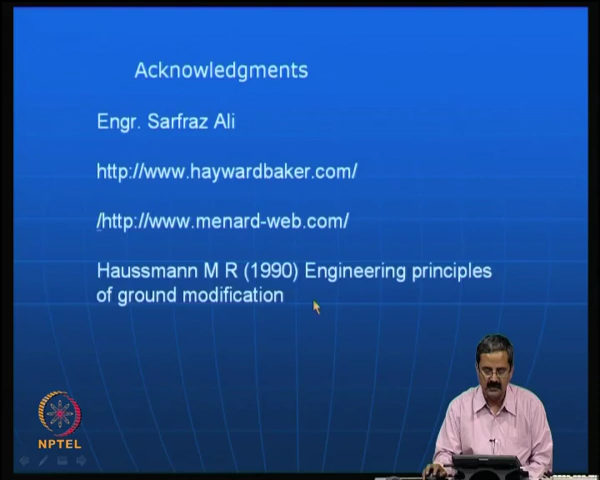 Acknowledgments
Engr. Sarfraz Ali
http://www.haywardbaker.com/
/http://www.menard-web.com/
Haussmann M R (1990) Engineering principles
of ground modification
NPTEL